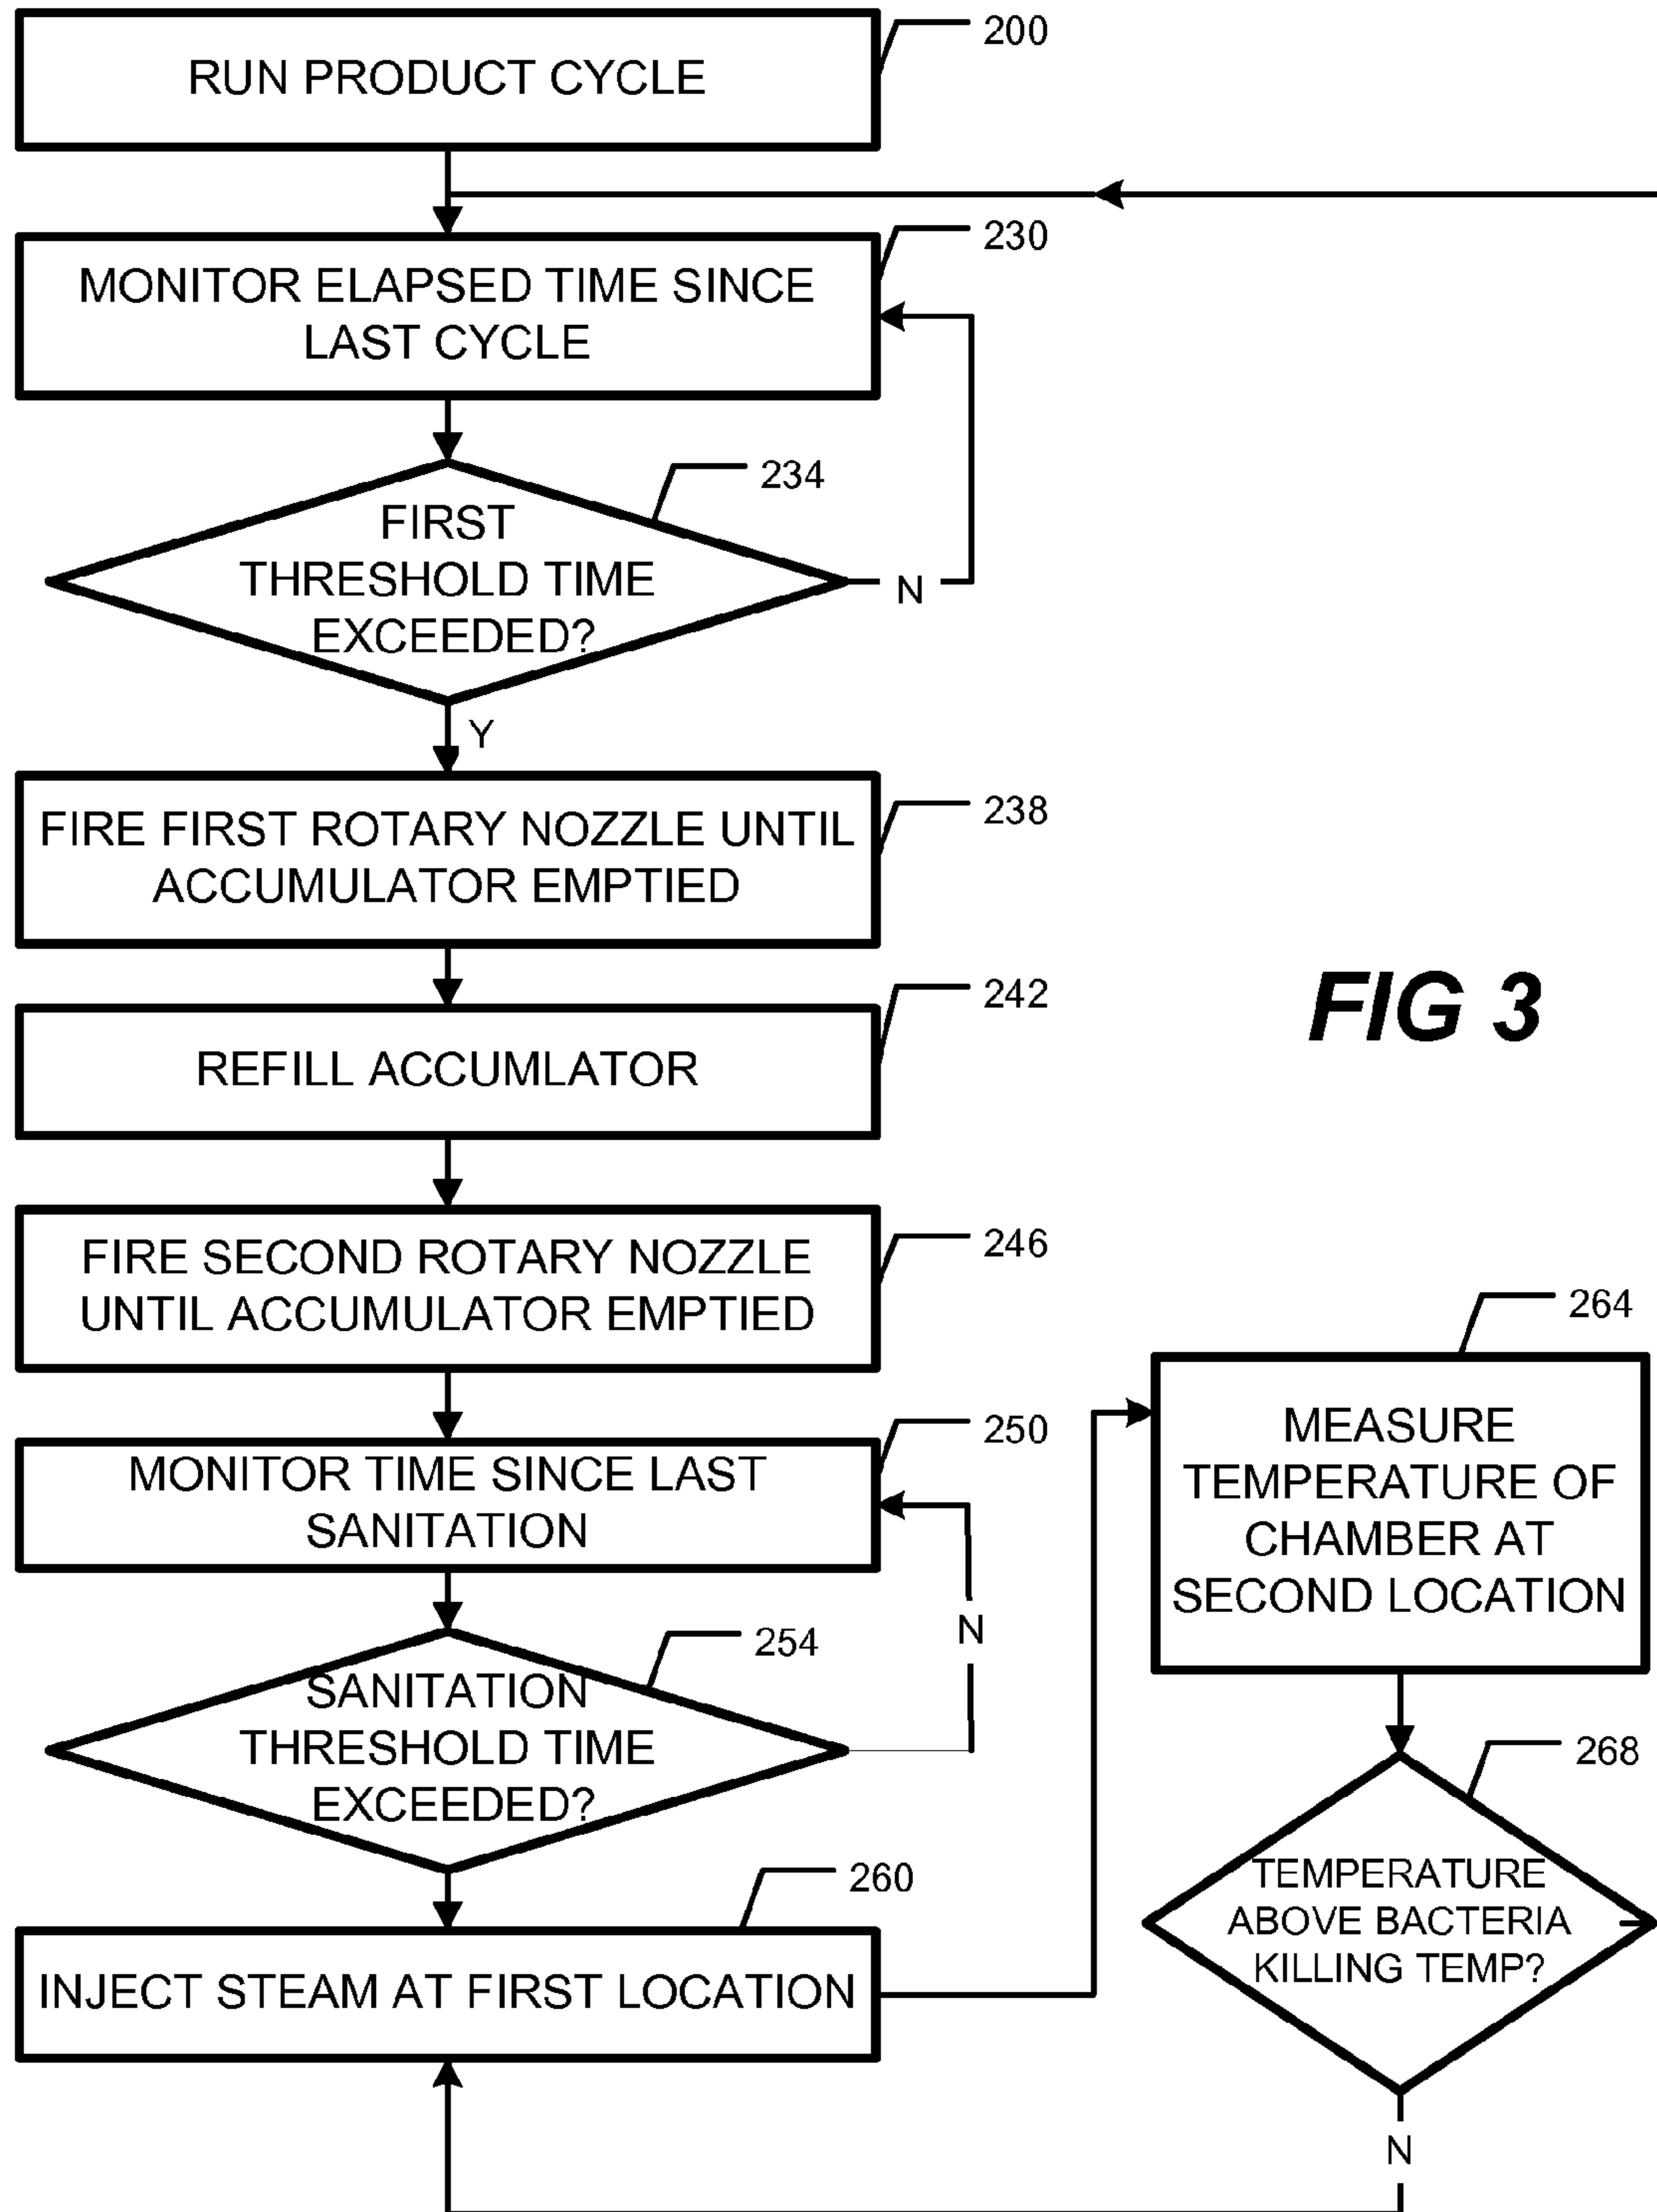 RUN PRODUCT CYCLE
200
MONITOR ELAPSED TIME SINCE
LAST CYCLE
230
FIRST
THRESHOLD TIME
EXCEEDED?
234
N
Y
FIRE FIRST ROTARY NOZZLE UNTIL
ACCUMULATOR EMPTIED
238
REFILL ACCUMLATOR
242
FIG 3
FIRE SECOND ROTARY NOZZLE
UNTIL ACCUMULATOR EMPTIED
246
MONITOR TIME SINCE LAST
SANITATION
250
SANITATION
THRESHOLD TIME
EXCEEDED?
254
N
INJECT STEAM AT FIRST LOCATION
260
MEASURE
TEMPERATURE OF
CHAMBER AT
SECOND LOCATION
264
TEMPERATURE
ABOVE BACTERIA
KILLING TEMP?
268
N